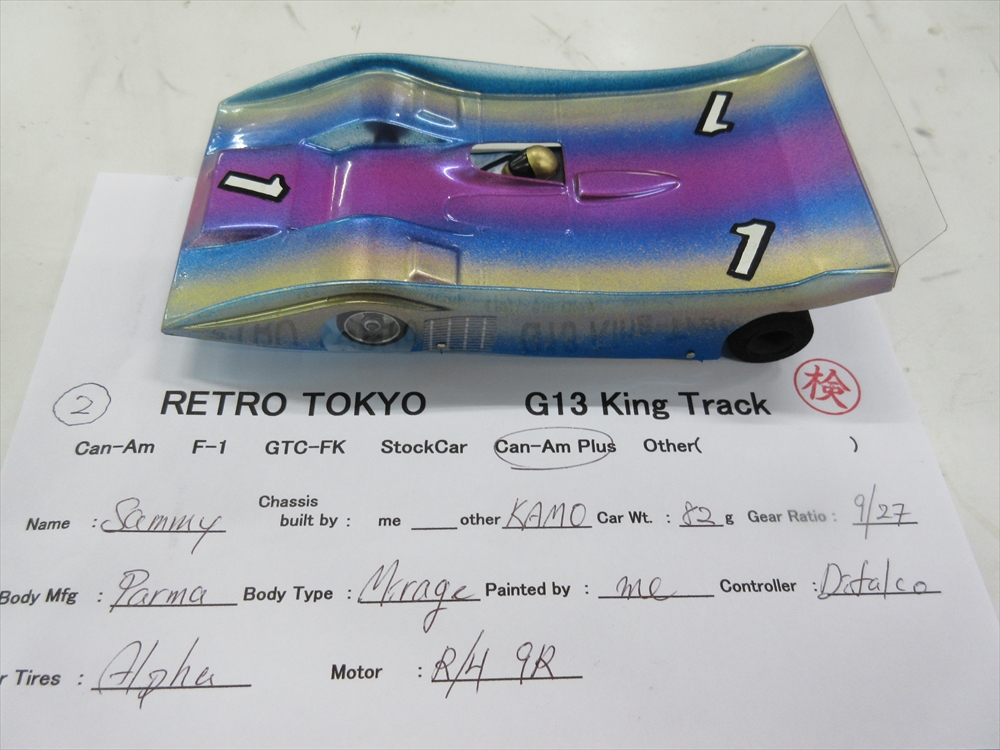 1
1
1
② RETRO TOKYO G13 King Track 検
Can-Am F-1 GTC-FK StockCar Can-Am Plus Other( )
Name : Sammy Chassis built by : me ____ other KAMO Car Wt. : 82 g Gear Ratio : 9/27
Body Mfg : Parma Body Type : Mirage Painted by : me Controller : Difalco
r Tires : Alpha Motor : R/4 9R